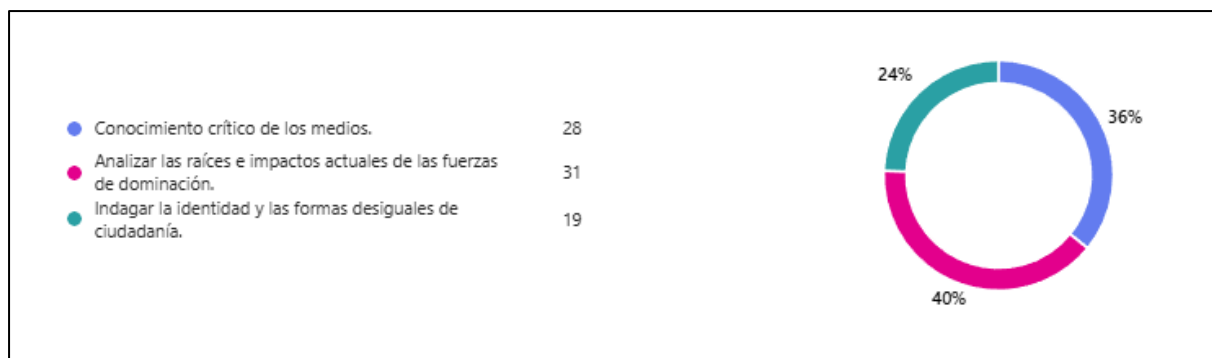 Conocimiento crítico de los medios. 28
Analizar las raíces e impactos actuales de las fuerzas
de dominación. 31
Indagar la identidad y las formas desiguales de
ciudadanía. 19
24%
36%
40%